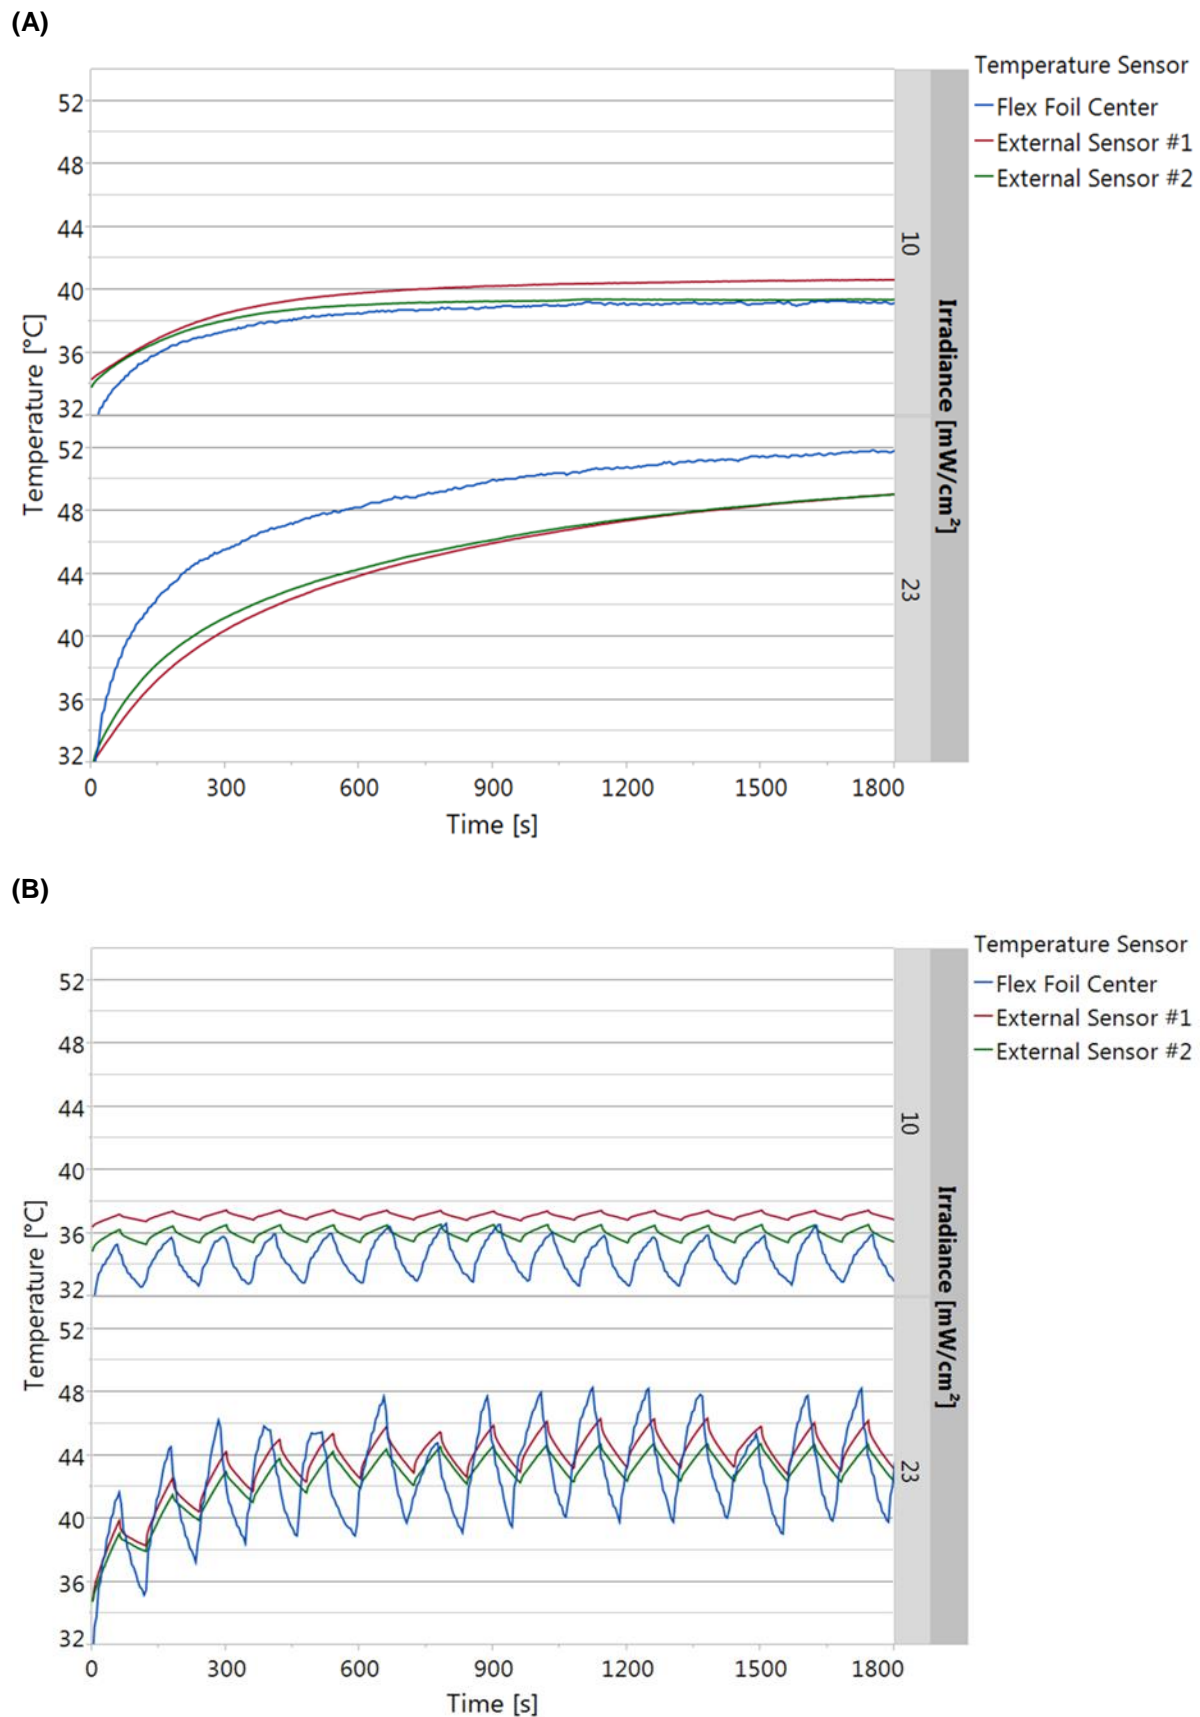 (A)
Temperature Sensor
Flex Foil Center
External Sensor #1
External Sensor #2
52
48
44
40
36
32
52
48
44
40
36
32
Temperature [°C]
10
23
Irradiance [mW/cm²]
0 300 600 900 1200 1500 1800
Time [s]
(B)
Temperature Sensor
Flex Foil Center
External Sensor #1
External Sensor #2
52
48
44
40
36
32
52
48
44
40
36
32
Temperature [°C]
10
23
Irradiance [mW/cm²]
0 300 600 900 1200 1500 1800
Time [s]